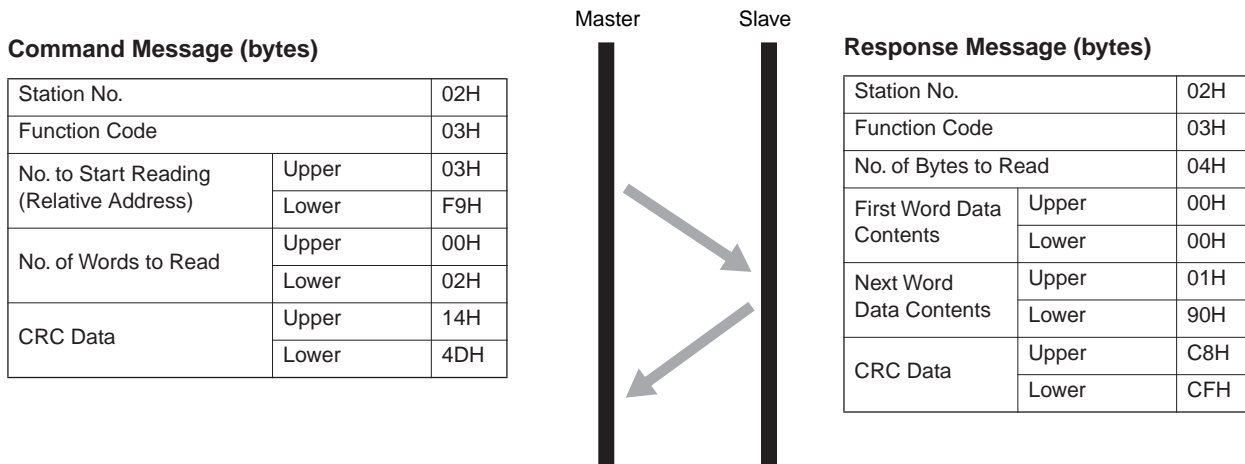 Master
Slave
Command Message (bytes)
Station No. 02H
Function Code 03H
No. to Start Reading
(Relative Address)
Upper 03H
Lower F9H
No. of Words to Read
Upper 00H
Lower 02H
CRC Data
Upper 14H
Lower 4DH
Response Message (bytes)
Station No. 02H
Function Code 03H
No. of Bytes to Read 04H
First Word Data
Contents
Upper 00H
Lower 00H
Next Word
Data Contents
Upper 01H
Lower 90H
CRC Data
Upper C8H
Lower CFH